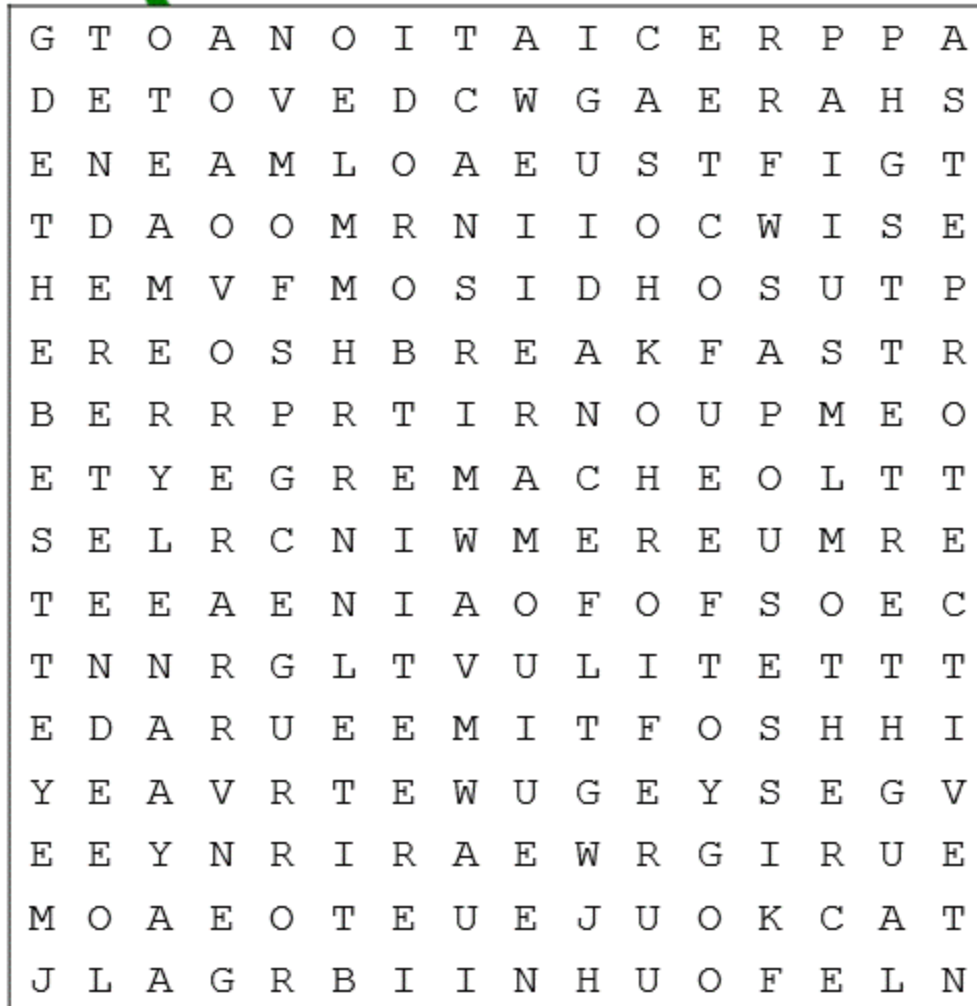 G T O A N O I T A I C E R P P A
D E T O V E D C W G A E R A H S
E N E A M L O A E U S T F I G T
T D A O O M R N I I O C W I S E
H E M V F M O S I D H O S U T P
E R E O S H B R E A K F A S T R
B E R R P R T I R N O U P M E O
E T Y E G R E M A C H E O L T T
S E L R C N I W M E R E U M R E
T E E A E N I A O F O F S O E C
T N N R G L T V U L I T E T T T
E D A R U E E M I T F O S H H I
Y E A V R T E W U G E Y S E G V
E E Y N R I R A E W R G I R U E
M O A E O T E U E J U O K C A T
J L A G R B I I N H U O F E L N